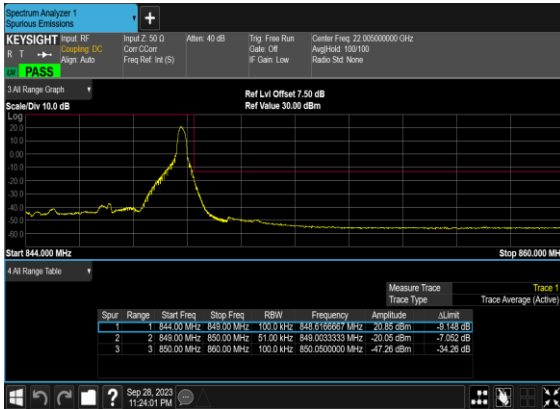 Spectrum Analyzer 1
Spurious Emissions
+
KEYSIGHT Input: RF Input Z: 50 Ω Atten: 40 dB Trig: Free Run Center Freq: 22.005000000 GHz
R T Coupling: DC Corr CCorr Gate: Off Avg|Hold: 100/100
Align: Auto Freq Ref: Int (S) IF Gain: Low Radio Std: None
LXI PASS
3 All Range Graph
Ref Lvl Offset 7.50 dB
Scale/Div 10.0 dB Ref Value 30.00 dBm
Log
20.0
10.0
0.00
-10.0
-20.0
-30.0
-40.0
-50.0
-60.0
Start 844.000 MHz Stop 860.000 MH
4 All Range Table
Measure Trace Trace 1
Trace Type Trace Average (Active)
Spur Range Start Freq Stop Freq RBW Frequency Amplitude ΔLimit
1 1 844.00 MHz 849.00 MHz 100.0 kHz 848.6166667 MHz 20.85 dBm -9.148 dB
2 2 849.00 MHz 850.00 MHz 51.00 kHz 849.0033333 MHz -20.05 dBm -7.052 dB
3 3 850.00 MHz 860.00 MHz 100.0 kHz 850.0500000 MHz -47.26 dBm -34.26 dB
? Sep 28, 2023
11:24:01 PM